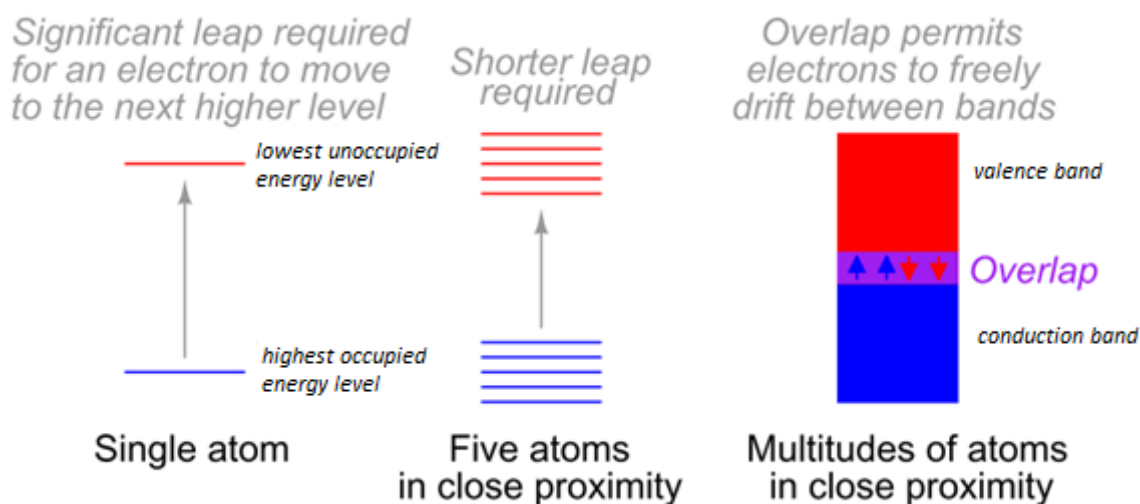 Significant leap required
for an electron to move
to the next higher level
Shorter leap
required
Overlap permits
electrons to freely
drift between bands
lowest unoccupied
energy level
valence band
Overlap
highest occupied
energy level
conduction band
Single atom
Five atoms
in close proximity
Multitudes of atoms
in close proximity